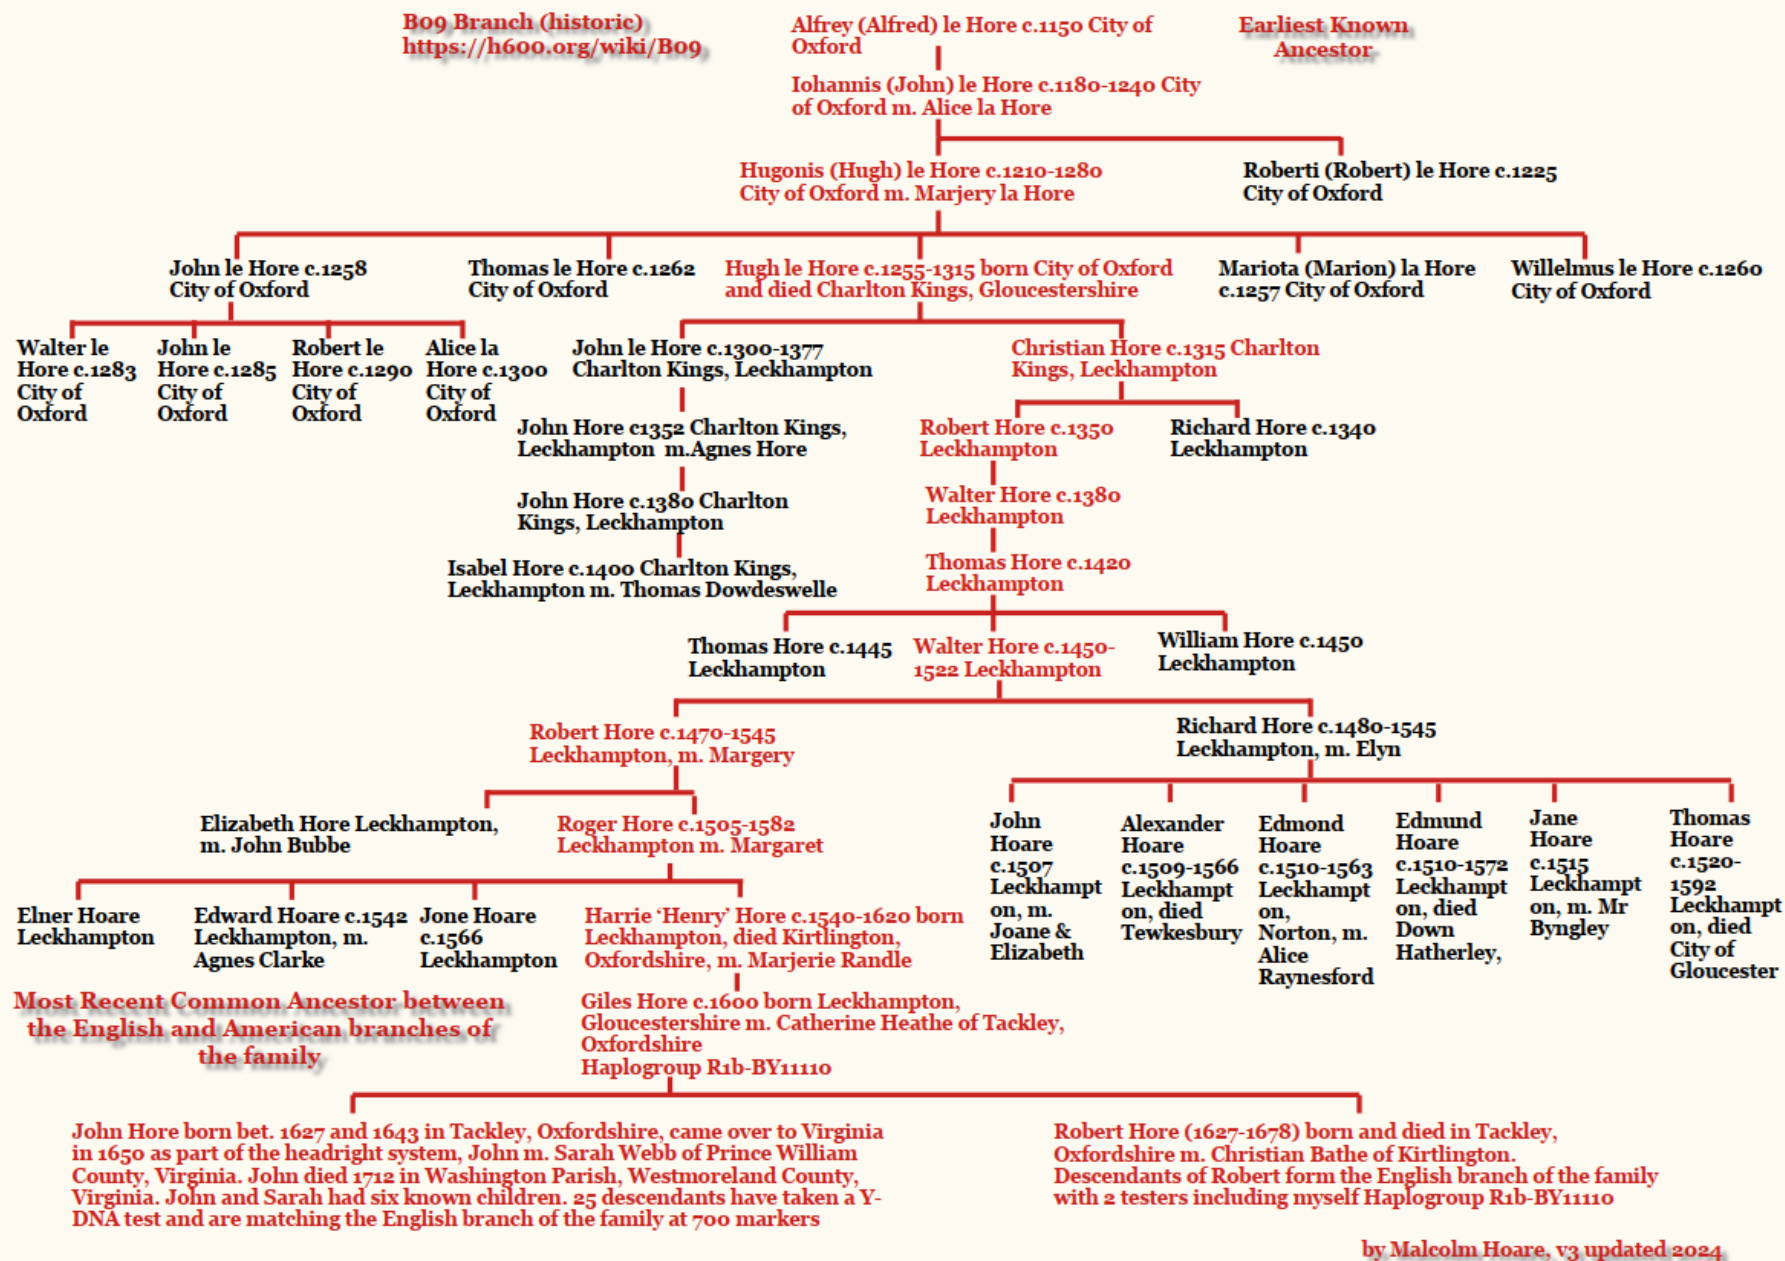 B09 Branch (historic)
https://h600.org/wiki/B09
Alfrey (Alfred) le Hore c.1150 City of
Oxford
Earliest Known
Ancestor
Iohannis (John) le Hore c.1180-1240 City
of Oxford m. Alice la Hore
Hugonis (Hugh) le Hore c.1210-1280
City of Oxford m. Marjery la Hore
Roberti (Robert) le Hore c.1225
City of Oxford
John le Hore c.1258
City of Oxford
Thomas le Hore c.1262
City of Oxford
Hugh le Hore c.1255-1315 born City of Oxford
and died Charlton Kings, Gloucestershire
Mariota (Marion) la Hore
c.1257 City of Oxford
Willelmus le Hore c.1260
City of Oxford
Walter le
Hore c.1283
City of
Oxford
John le
Hore c.1285
City of
Oxford
Robert le
Hore c.1290
City of
Oxford
Alice la
Hore c.1300
City of
Oxford
John le Hore c.1300-1377
Charlton Kings, Leckhampton
Christian Hore c.1315 Charlton
Kings, Leckhampton
John Hore c1352 Charlton Kings,
Leckhampton m.Agnes Hore
Robert Hore c.1350
Leckhampton
Richard Hore c.1340
Leckhampton
John Hore c.1380 Charlton
Kings, Leckhampton
Walter Hore c.1380
Leckhampton
Isabel Hore c.1400 Charlton Kings,
Leckhampton m. Thomas Dowdeswelle
Thomas Hore c.1420
Leckhampton
Thomas Hore c.1445
Leckhampton
Walter Hore c.1450-
1522 Leckhampton
William Hore c.1450
Leckhampton
Robert Hore c.1470-1545
Leckhampton, m. Margery
Richard Hore c.1480-1545
Leckhampton, m. Elyn
Elizabeth Hore Leckhampton,
m. John Bubbe
Roger Hore c.1505-1582
Leckhampton m. Margaret
John
Hoare
c.1507
Leckhampt
on, m.
Joane &
Elizabeth
Alexander
Hoare
c.1509-1566
Leckhampt
on, died
Tewkesbury
Edmond
Hoare
c.1510-1563
Leckhampt
on,
Norton, m.
Alice
Raynesford
Edmund
Hoare
c.1510-1572
Leckhampt
on, died
Down
Hatherley,
Jane
Hoare
c.1515
Leckhampt
on, m. Mr
Byngley
Thomas
Hoare
c.1520-
1592
Leckhampt
on, died
City of
Gloucester
Elner Hoare
Leckhampton
Edward Hoare c.1542
Leckhampton, m.
Agnes Clarke
Jone Hoare
c.1566
Leckhampton
Harrie ‘Henry’ Hore c.1540-1620 born
Leckhampton, died Kirtlington,
Oxfordshire, m. Marjerie Randle
Most Recent Common Ancestor between
the English and American branches of
the family
Giles Hore c.1600 born Leckhampton,
Gloucestershire m. Catherine Heathe of Tackley,
Oxfordshire
Haplogroup R1b-BY11110
John Hore born bet. 1627 and 1643 in Tackley, Oxfordshire, came over to Virginia
in 1650 as part of the headright system, John m. Sarah Webb of Prince William
County, Virginia. John died 1712 in Washington Parish, Westmoreland County,
Virginia. John and Sarah had six known children. 25 descendants have taken a Y-
DNA test and are matching the English branch of the family at 700 markers
Robert Hore (1627-1678) born and died in Tackley,
Oxfordshire m. Christian Bathe of Kirtlington.
Descendants of Robert form the English branch of the family
with 2 testers including myself Haplogroup R1b-BY11110
by Malcolm Hoare, v3 updated 2024